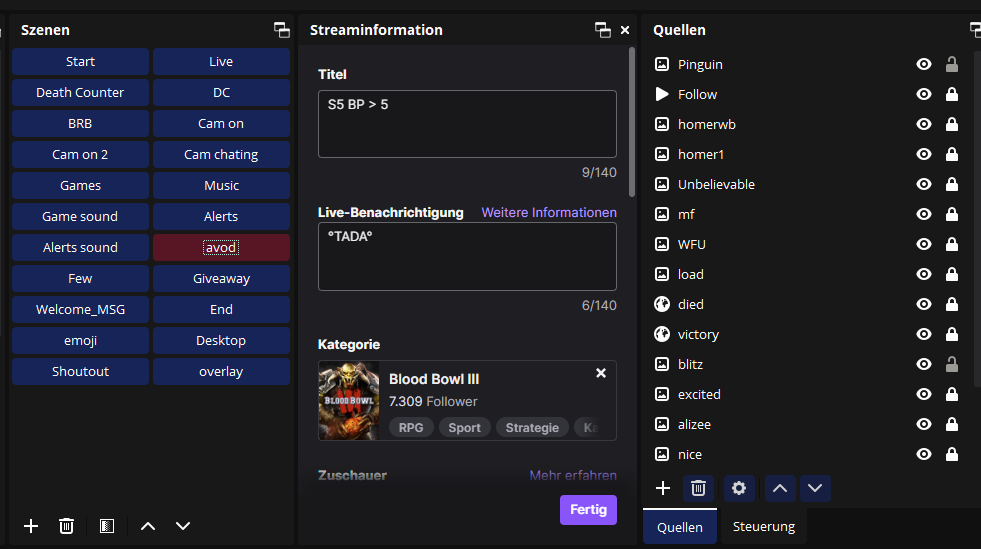 Szenen
Start
Live
Death Counter
DC
BRB
Cam on
Cam on 2
Cam chating
Games
Music
Game sound
Alerts
Alerts sound
avod
Few
Giveaway
Welcome_MSG
End
emoji
Desktop
Shoutout
overlay
Streaminformation
Titel
S5 BP > 5
9/140
Live-Benachrichtigung Weitere Informationen
°TADA°
6/140
Kategorie
BLOOD BOWL
Blood Bowl III
7.309 Follower
RPG Sport Strategie Ka
Zuschauer Mehr erfahren
Fertig
Quellen
Pinguin
Follow
homerwb
homer1
Unbelievable
mf
WFU
load
died
victory
blitz
excited
alizee
nice
Quellen Steuerung